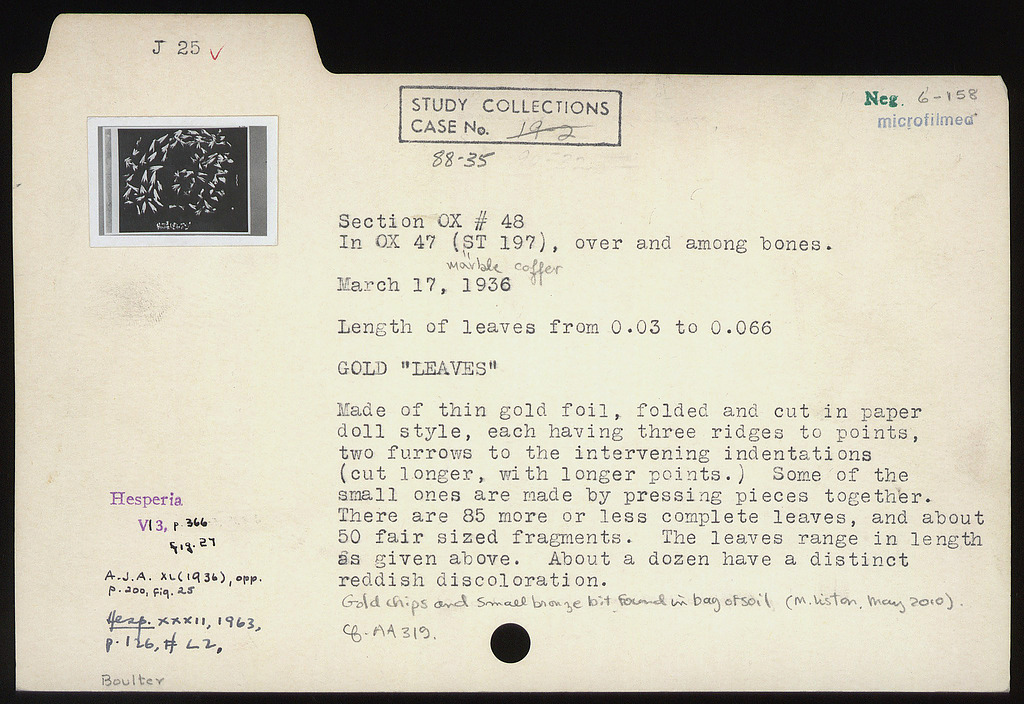 J 25 ✓
STUDY COLLECTIONS
CASE No. 19-2
88-35
Neg. 6-158
microfilmed
Section OX # 48
In OX 47 (ST 197), over and among bones.
"
marble coffer
March 17, 1936
Length of leaves from 0.03 to 0.066
GOLD "LEAVES"
Made of thin gold foil, folded and cut in paper
doll style, each having three ridges to points,
two furrows to the intervening indentations
(cut longer, with longer points.) Some of the
small ones are made by pressing pieces together.
There are 85 more or less complete leaves, and about
50 fair sized fragments. The leaves range in length
as given above. About a dozen have a distinct
reddish discoloration.
Gold chips and small bronze bit found in bag of soil (M. Liston, May 2010).
cf. AA 319.
Hesperia
VI 3, p. 366
Fig. 27
A.J.A. XL (1936), opp.
p. 200, fig. 25
Hesp. XXXII, 1963,
p. 126, # L2,
Boulter